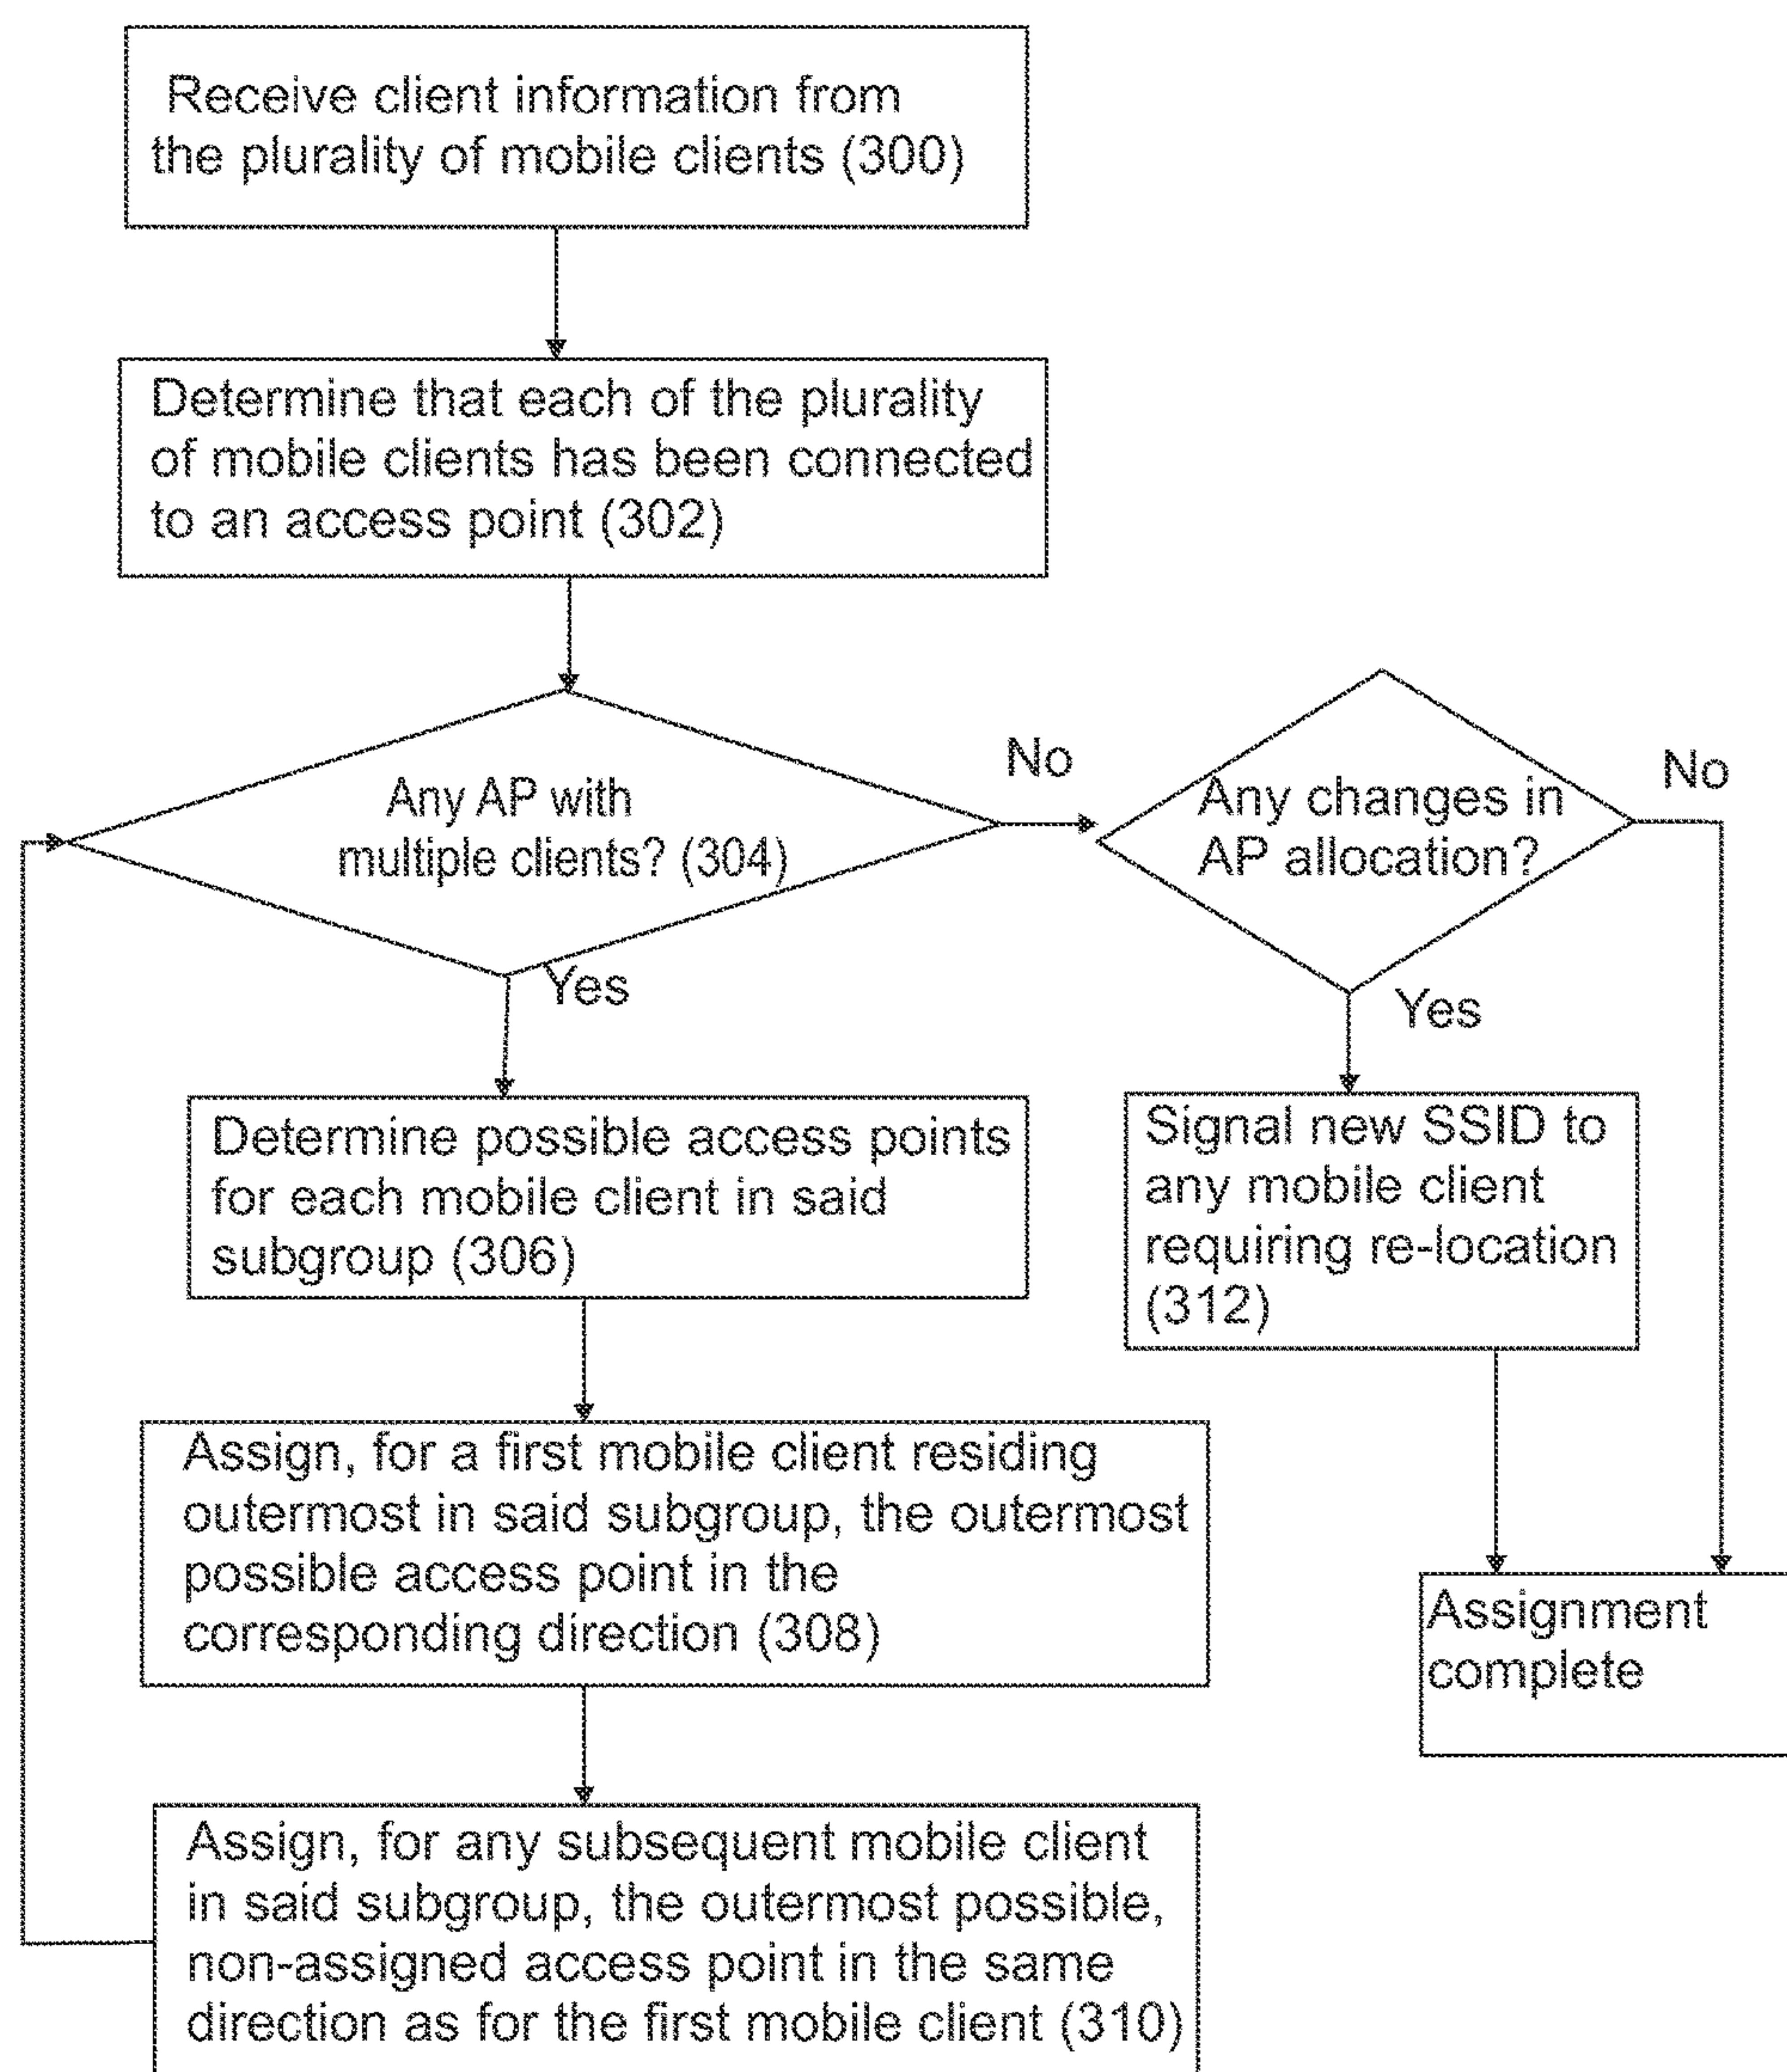 Receive client information from
the plurality of mobile clients (300)
Determine that each of the plurality
of mobile clients has been connected
to an access point (302)
Any AP with
multiple clients? (304)
No
Any changes in
AP allocation?
No
Yes
Yes
Determine possible access points
for each mobile client in said
subgroup (306)
Signal new SSID to
any mobile client
requiring re-location
(312)
Assign, for a first mobile client residing
outermost in said subgroup, the outermost
possible access point in the
corresponding direction (308)
Assignment
complete
Assign, for any subsequent mobile client
in said subgroup, the outermost possible,
non-assigned access point in the same
direction as for the first mobile client (310)